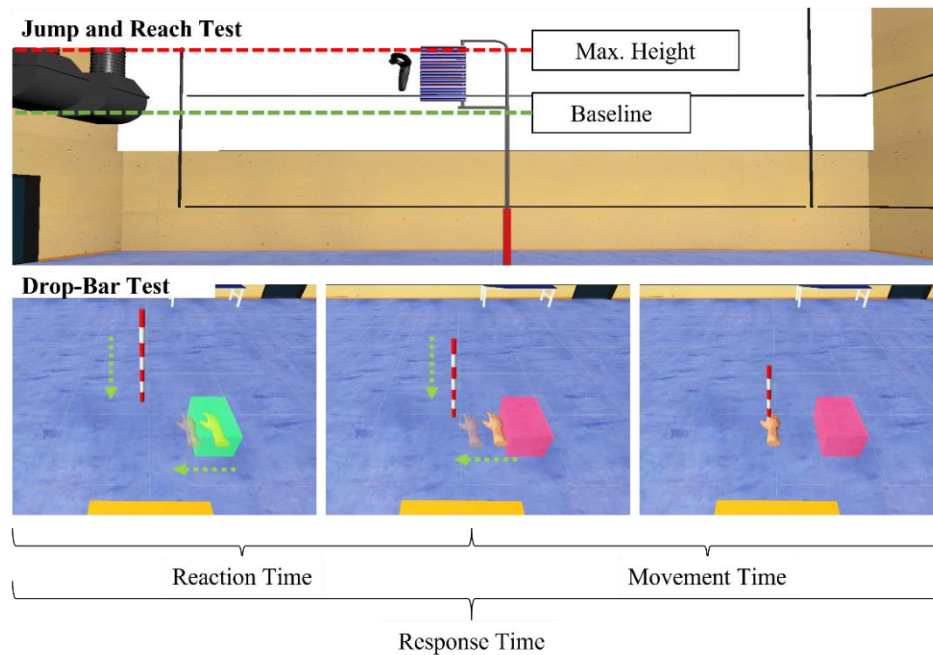 Jump and Reach Test
Max. Height
Baseline
Drop-Bar Test
Reaction Time
Movement Time
Response Time